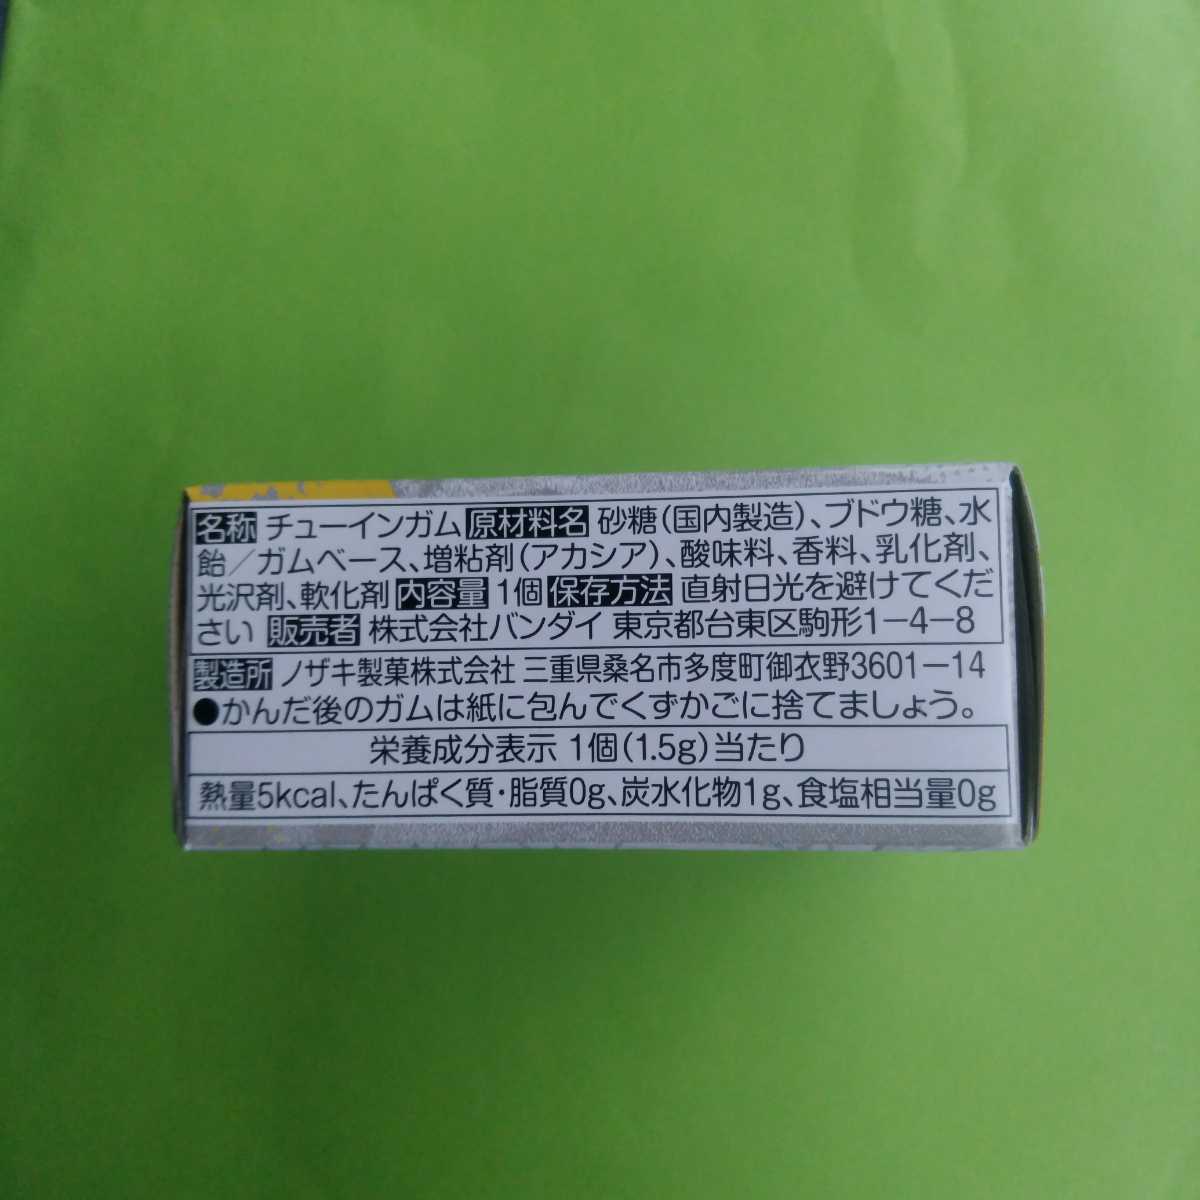 名称 チューインガム 原材料名 砂糖(国内製造)、ブドウ糖、水
飴/ガムベース、増粘剤(アカシア)、酸味料、香料、乳化剤、
光沢剤、軟化剤 内容量 1個 保存方法 直射日光を避けてくだ
さい 販売者 株式会社バンダイ 東京都台東区駒形1-4-8
製造所 ノザキ製菓株式会社 三重県桑名市多度町御衣野3601-14
●かんだ後のガムは紙に包んでくずかごに捨てましょう。
栄養成分表示 1個(1.5g)当たり
熱量5kcal、たんぱく質・脂質0g、炭水化物1g、食塩相当量0g